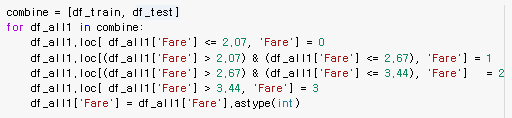 combine = [df_train, df_test]
for df_all1 in combine:
    df_all1.loc[ df_all1['Fare'] <= 2.07, 'Fare'] = 0
    df_all1.loc[(df_all1['Fare'] > 2.07) & (df_all1['Fare'] <= 2.67), 'Fare'] = 1
    df_all1.loc[(df_all1['Fare'] > 2.67) & (df_all1['Fare'] <= 3.44), 'Fare']   = 2
    df_all1.loc[ df_all1['Fare'] > 3.44, 'Fare'] = 3
    df_all1['Fare'] = df_all1['Fare'].astype(int)